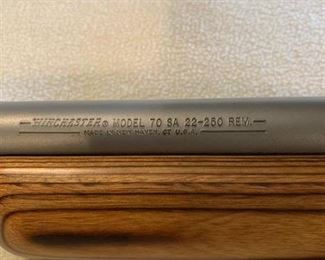 WINCHESTER® MODEL 70 SA 22-250 REM.
MADE IN NEW HAVEN, CT U.S.A.